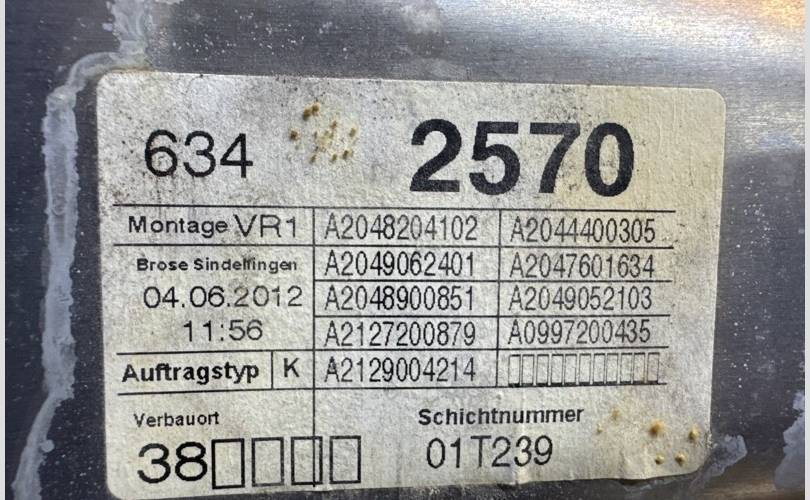 634 2570
Montage VR1 A2048204102 A2044400305
Brose Sindelfingen A2049062401 A2047601634
04.06.2012 A2048900851 A2049052103
11:56 A2127200879 A0997200435
Auftragstyp K A2129004214 □□□□□□□□□□□
Verbauort Schichtnummer
38□□□□ 01T239